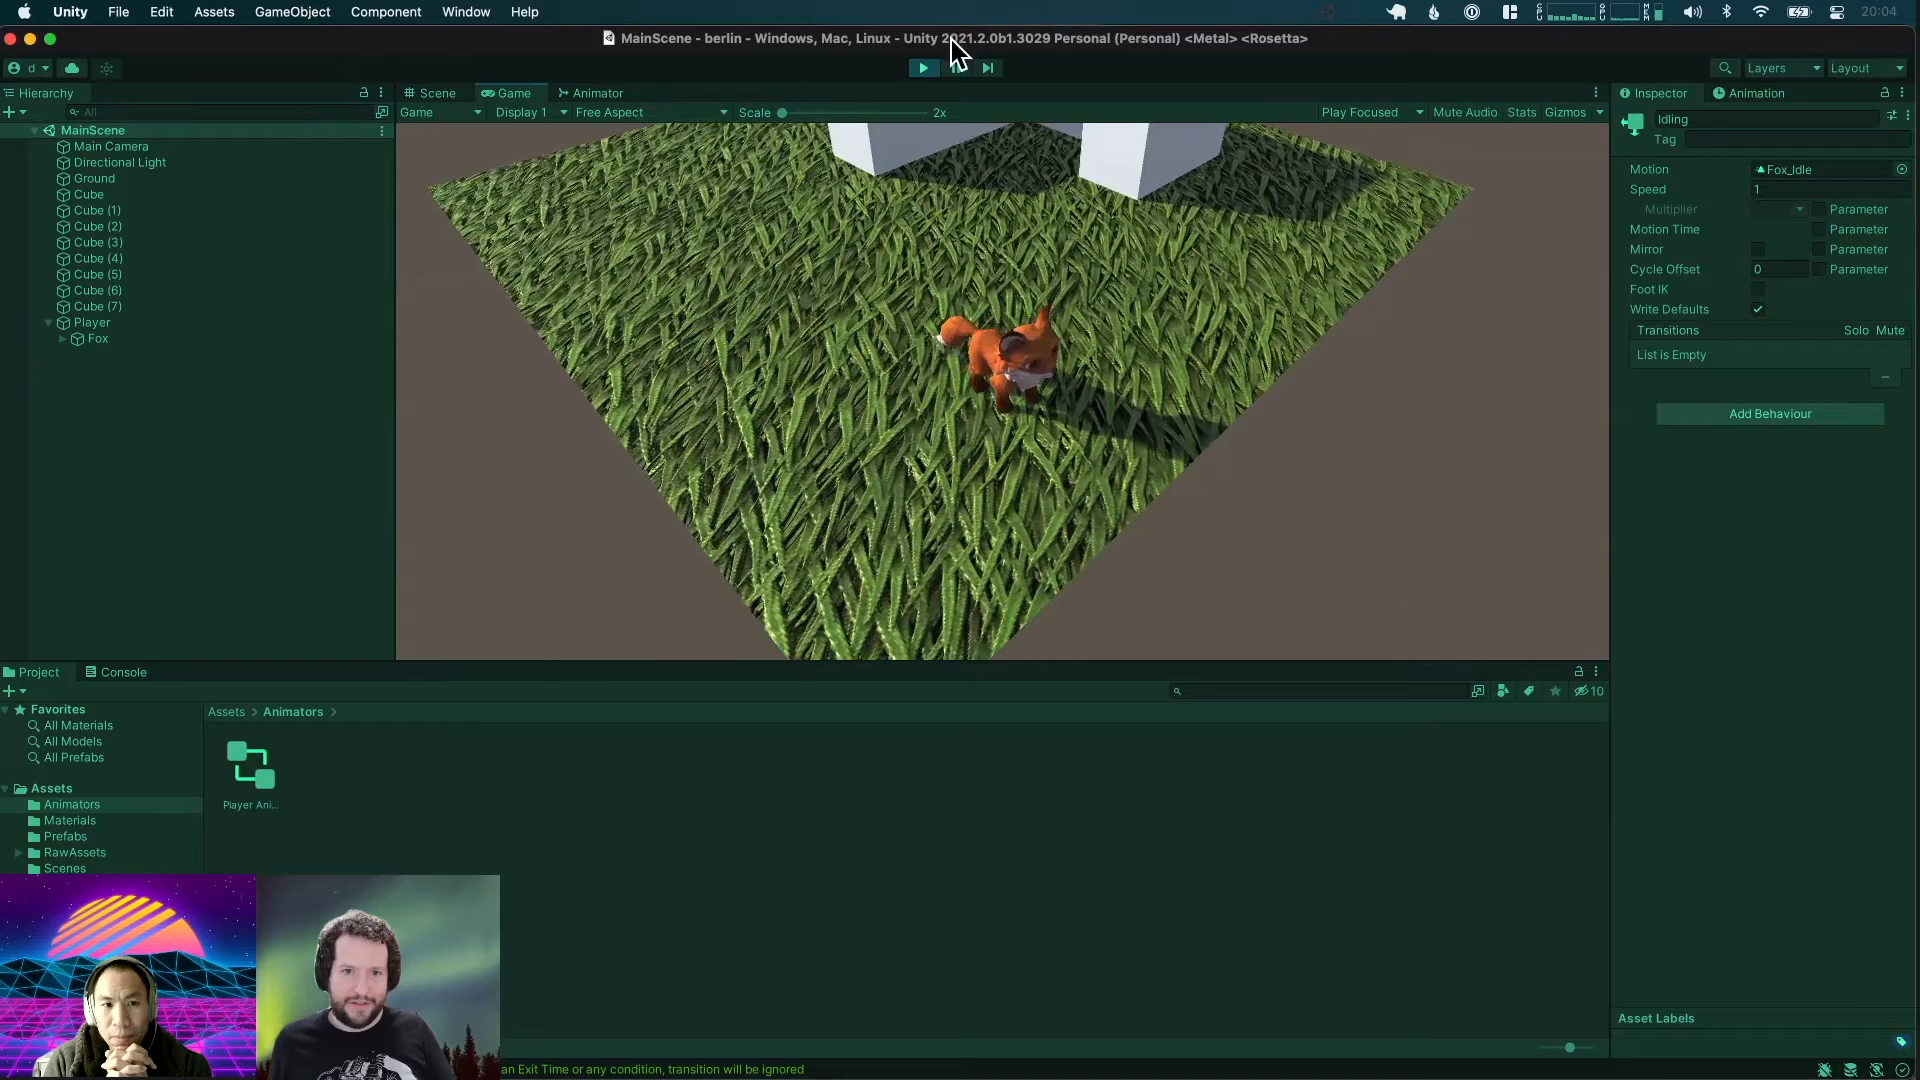 Unity File Edit Assets GameObject Component Window Help 20:04
MainScene - berlin - Windows, Mac, Linux - Unity 2021.2.0b1.3029 Personal (Personal) <Metal> <Rosetta>
d
Layers
Layout
Hierarchy
All
MainScene
Main Camera
Directional Light
Ground
Cube
Cube (1)
Cube (2)
Cube (3)
Cube (4)
Cube (5)
Cube (6)
Cube (7)
Player
Fox
Scene Game Animator
Game Display 1 Free Aspect Scale 2x Play Focused Mute Audio Stats Gizmos
Inspector Animation
Idling
Tag
Motion Fox_Idle
Speed 1
Multiplier Parameter
Motion Time Parameter
Mirror Parameter
Cycle Offset 0 Parameter
Foot IK
Write Defaults
Transitions Solo Mute
List is Empty
Add Behaviour
Project Console
10
Favorites
All Materials
All Models
All Prefabs
Assets
Animators
Materials
Prefabs
RawAssets
Scenes
Assets > Animators >
Player Ani...
Asset Labels
an Exit Time or any condition, transition will be ignored